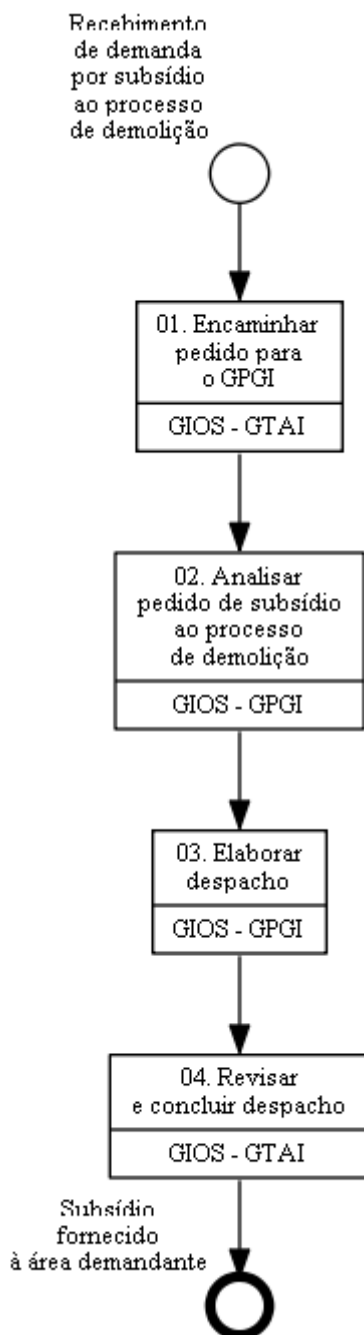 Recebimento
de demanda
por subsídio
ao processo
de demolição
01. Encaminhar
pedido para
o GPGI
GIOS - GTAI
02. Analisar
pedido de subsídio
ao processo
de demolição
GIOS - GPGI
03. Elaborar
despacho
GIOS - GPGI
04. Revisar
e concluir despacho
GIOS - GTAI
Subsídio
fornecido
à área demandante